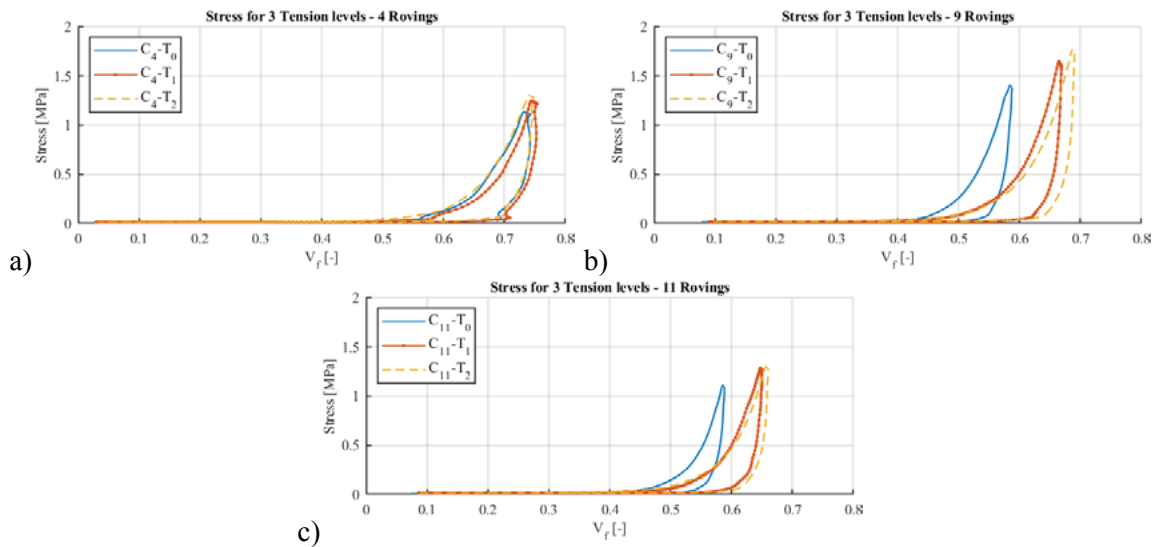 Stress for 3 Tension levels - 4 Rovings
2
1.5
1
0.5
0
Stress [MPa]
C4-T0
C4-T1
C4-T2
0 0.1 0.2 0.3 0.4 0.5 0.6 0.7 0.8
Vf [-]
a)
Stress for 3 Tension levels - 9 Rovings
2
1.5
1
0.5
0
Stress [MPa]
C9-T0
C9-T1
C9-T2
0 0.1 0.2 0.3 0.4 0.5 0.6 0.7 0.8
Vf [-]
b)
Stress for 3 Tension levels - 11 Rovings
2
1.5
1
0.5
0
Stress [MPa]
C11-T0
C11-T1
C11-T2
0 0.1 0.2 0.3 0.4 0.5 0.6 0.7 0.8
Vf [-]
c)